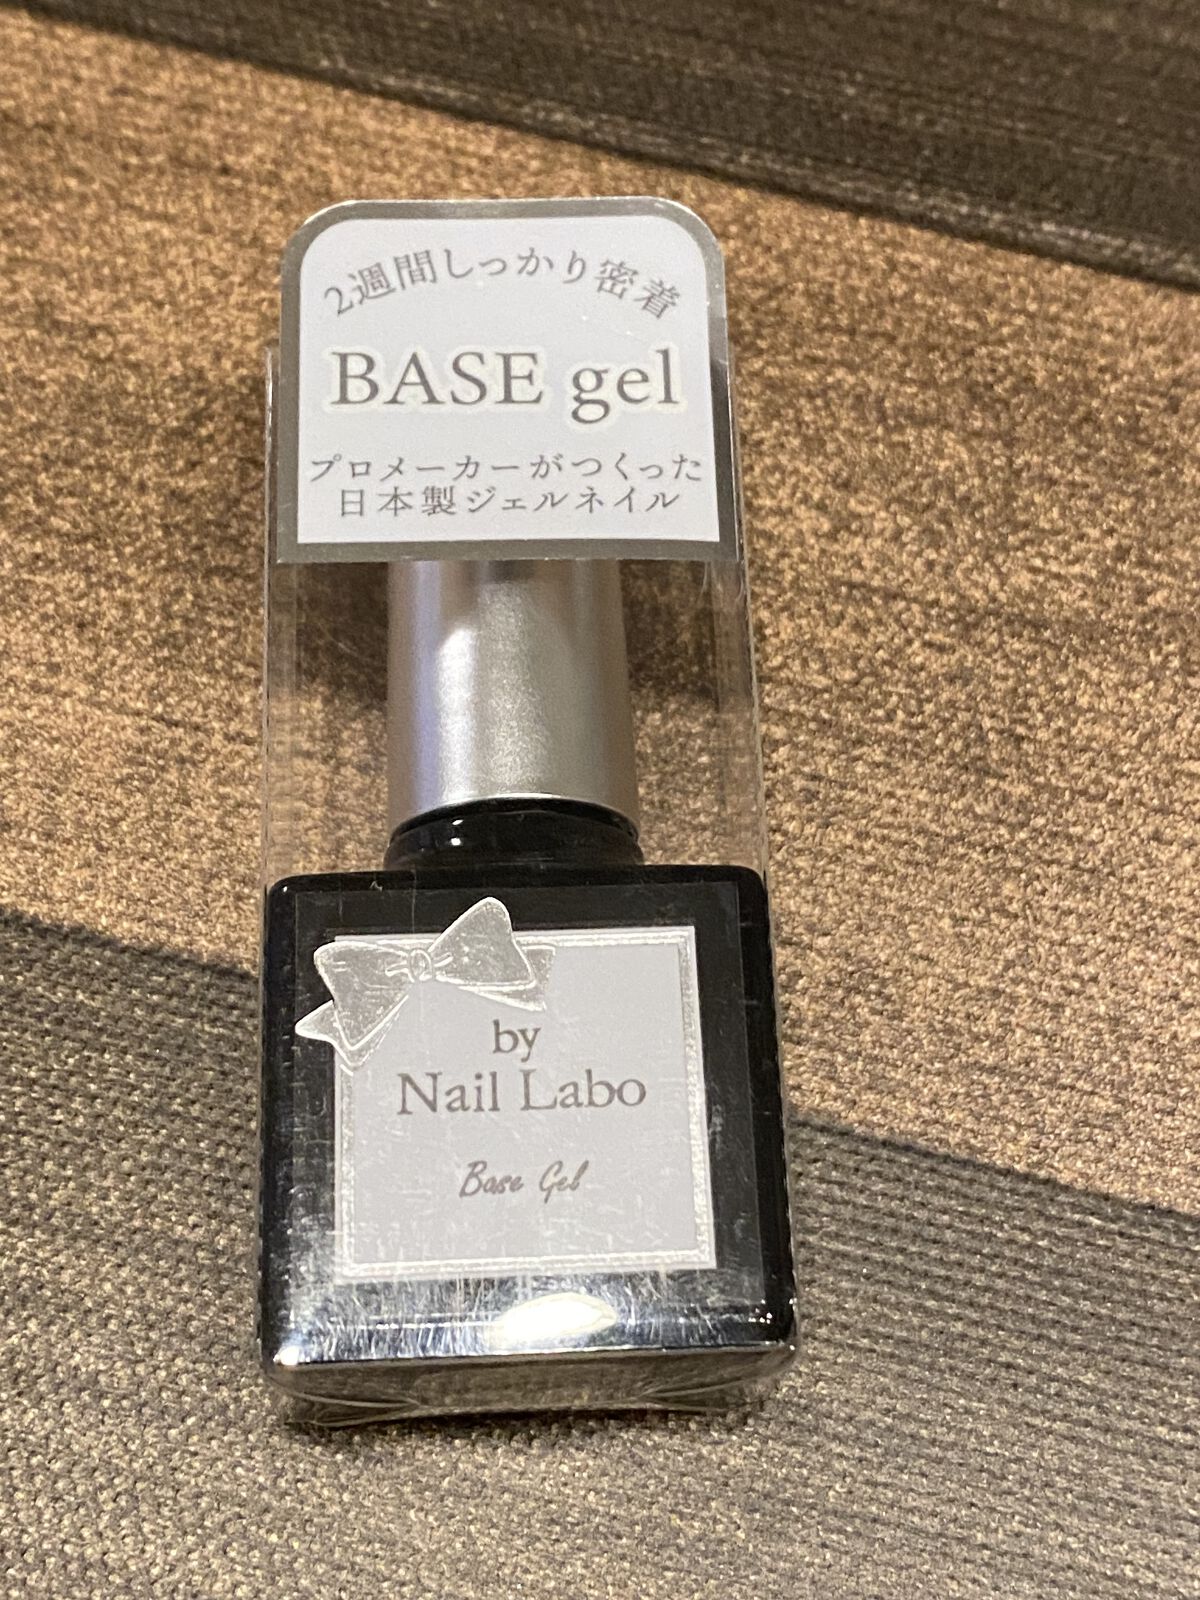 2週間しっかり密着
BASE gel
プロメーカーがつくった
日本製ジェルネイル
by
Nail Labo
Base Gel